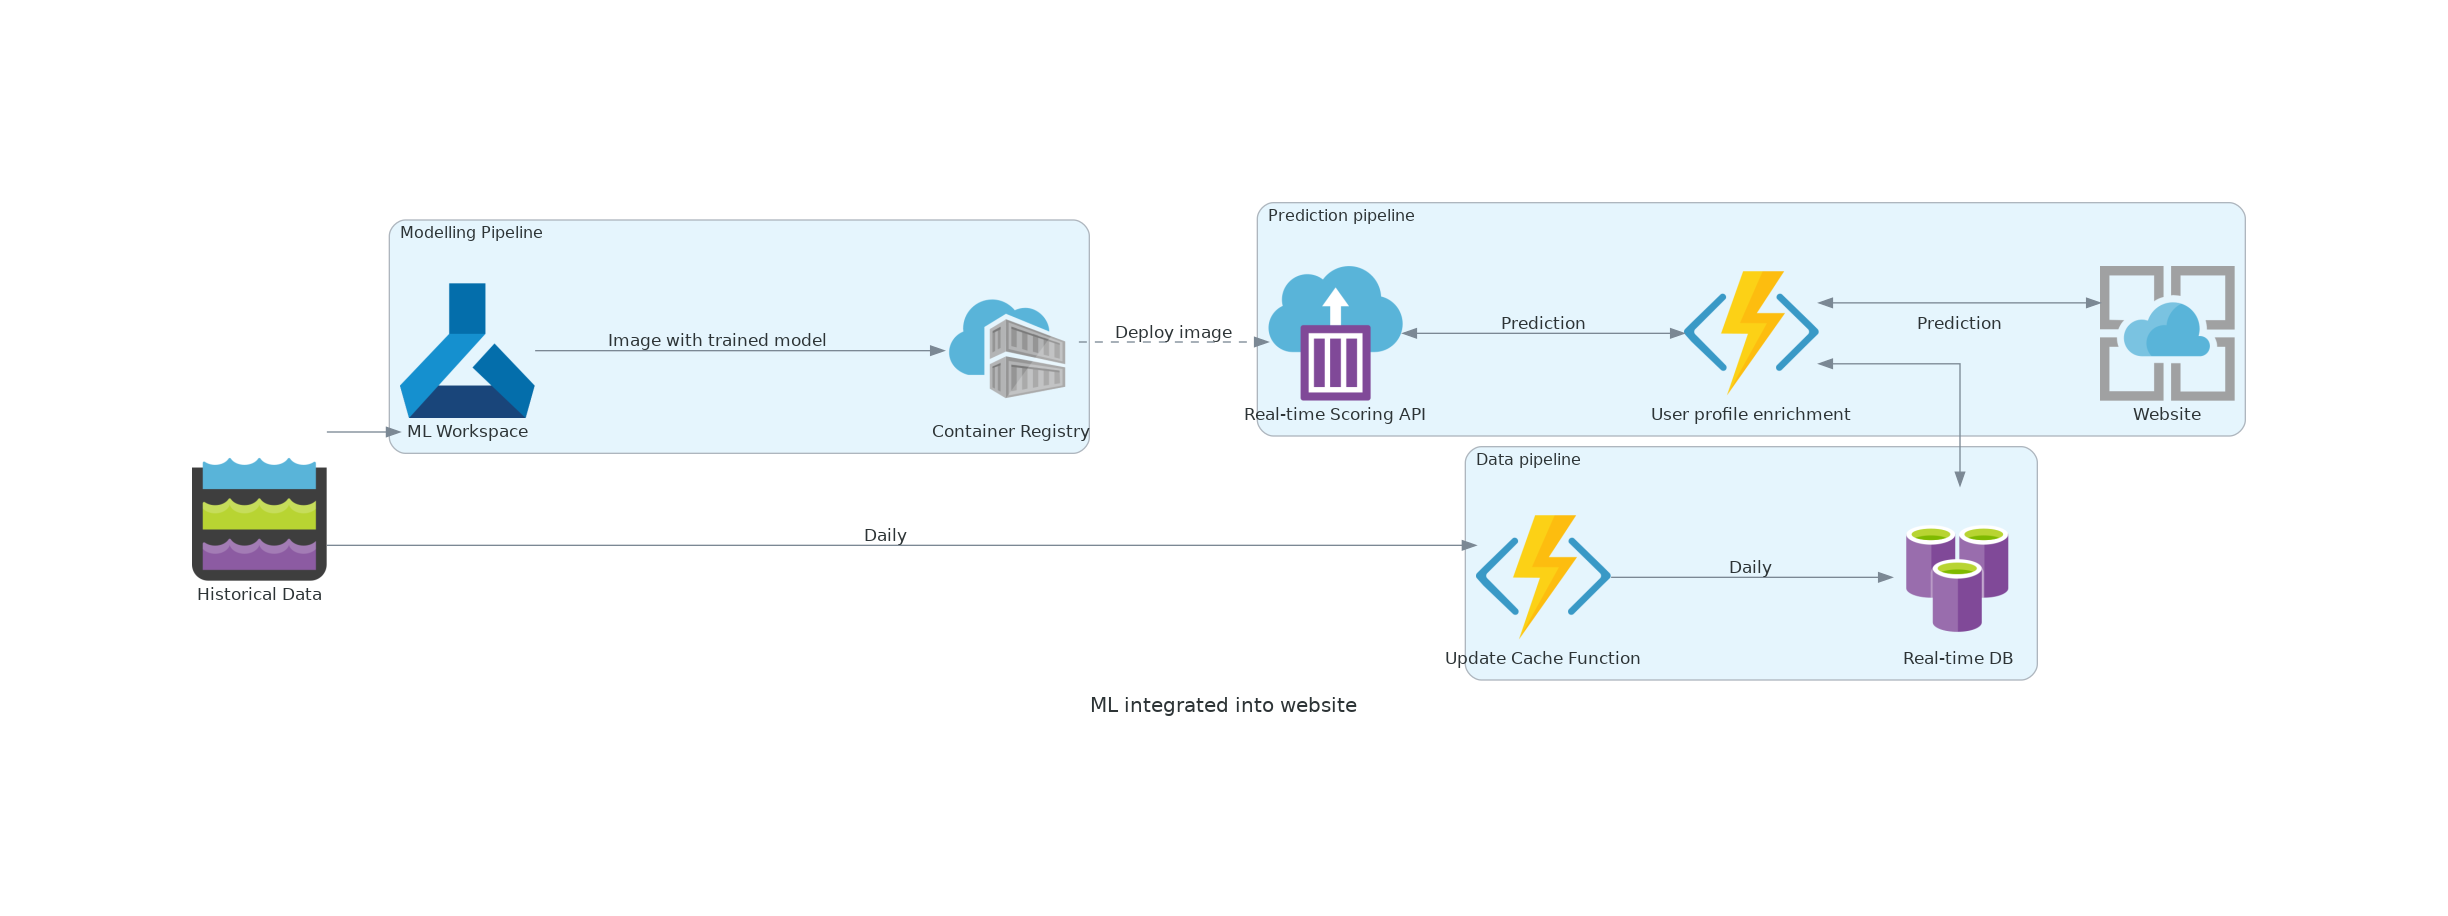 Modelling Pipeline
Image with trained model
ML Workspace
Container Registry
Deploy image
Prediction pipeline
Prediction
Prediction
Real-time Scoring API
User profile enrichment
Website
Historical Data
Daily
Data pipeline
Daily
Update Cache Function
Real-time DB
ML integrated into website